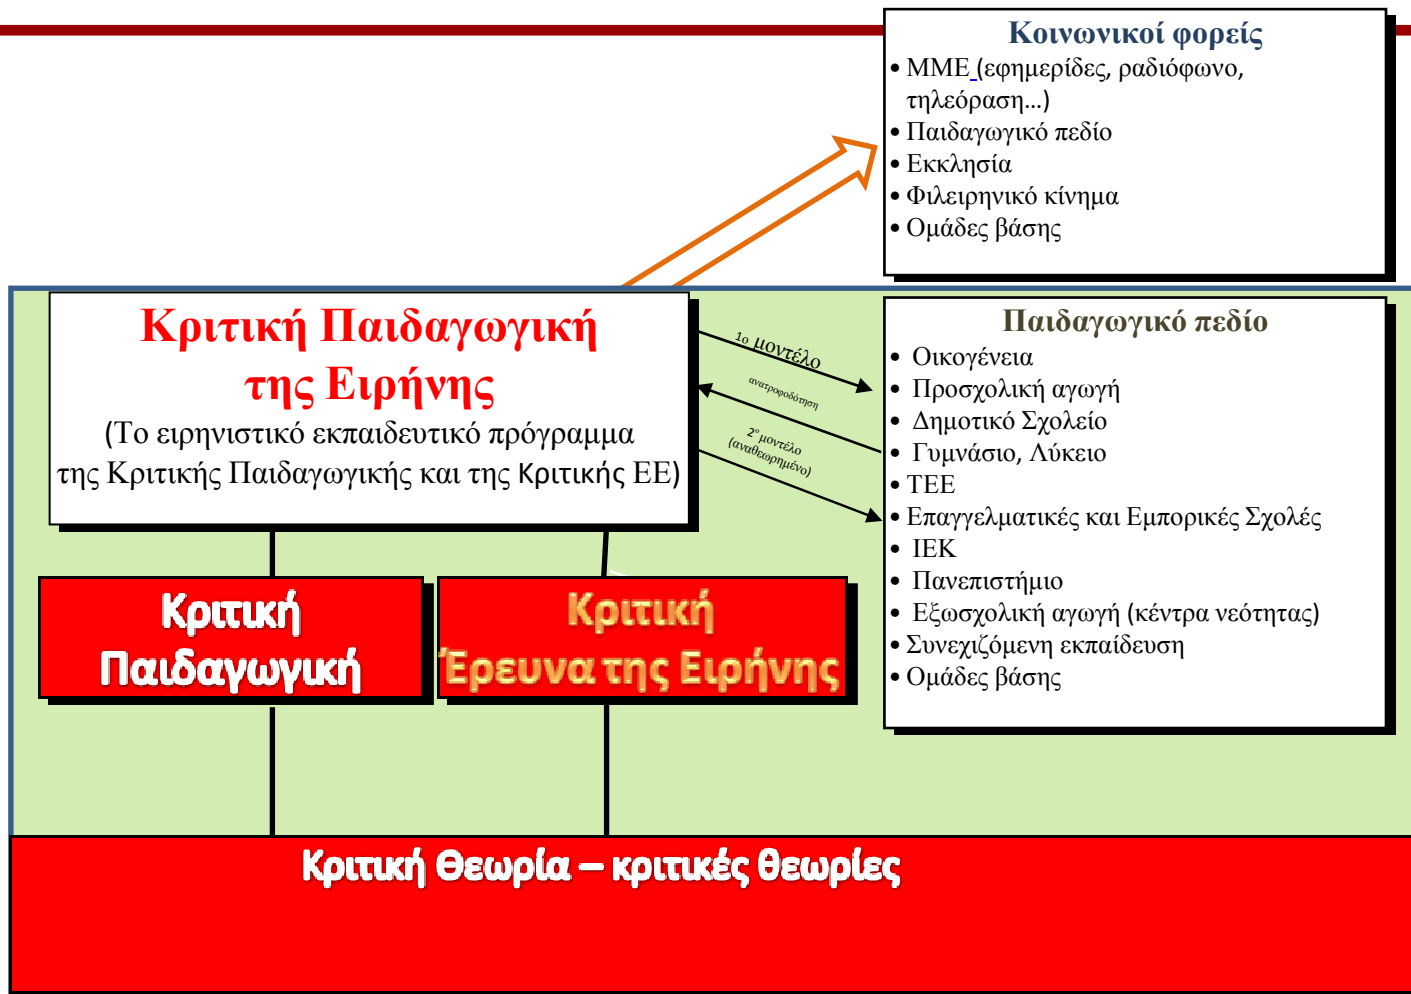 Κοινωνικοί φορείς
• ΜΜΕ (εφημερίδες, ραδιόφωνο,
τηλεόραση...)
• Παιδαγωγικό πεδίο
• Εκκλησία
• Φιλειρηνικό κίνημα
• Ομάδες βάσης
Κριτική Παιδαγωγική
της Ειρήνης
(Το ειρηνιστικό εκπαιδευτικό πρόγραμμα
της Κριτικής Παιδαγωγικής και της Κριτικής ΕΕ)
1ο μοντέλο
ανατροφοδότηση
2° μοντέλο
(αναθεωρημένο)
Παιδαγωγικό πεδίο
• Οικογένεια
• Προσχολική αγωγή
• Δημοτικό Σχολείο
• Γυμνάσιο, Λύκειο
• ΤΕΕ
• Επαγγελματικές και Εμπορικές Σχολές
• ΙΕΚ
• Πανεπιστήμιο
• Εξωσχολική αγωγή (κέντρα νεότητας)
• Συνεχιζόμενη εκπαίδευση
• Ομάδες βάσης
Κριτική
Παιδαγωγική
Κριτική
Έρευνα της Ειρήνης
Κριτική Θεωρία – κριτικές θεωρίες